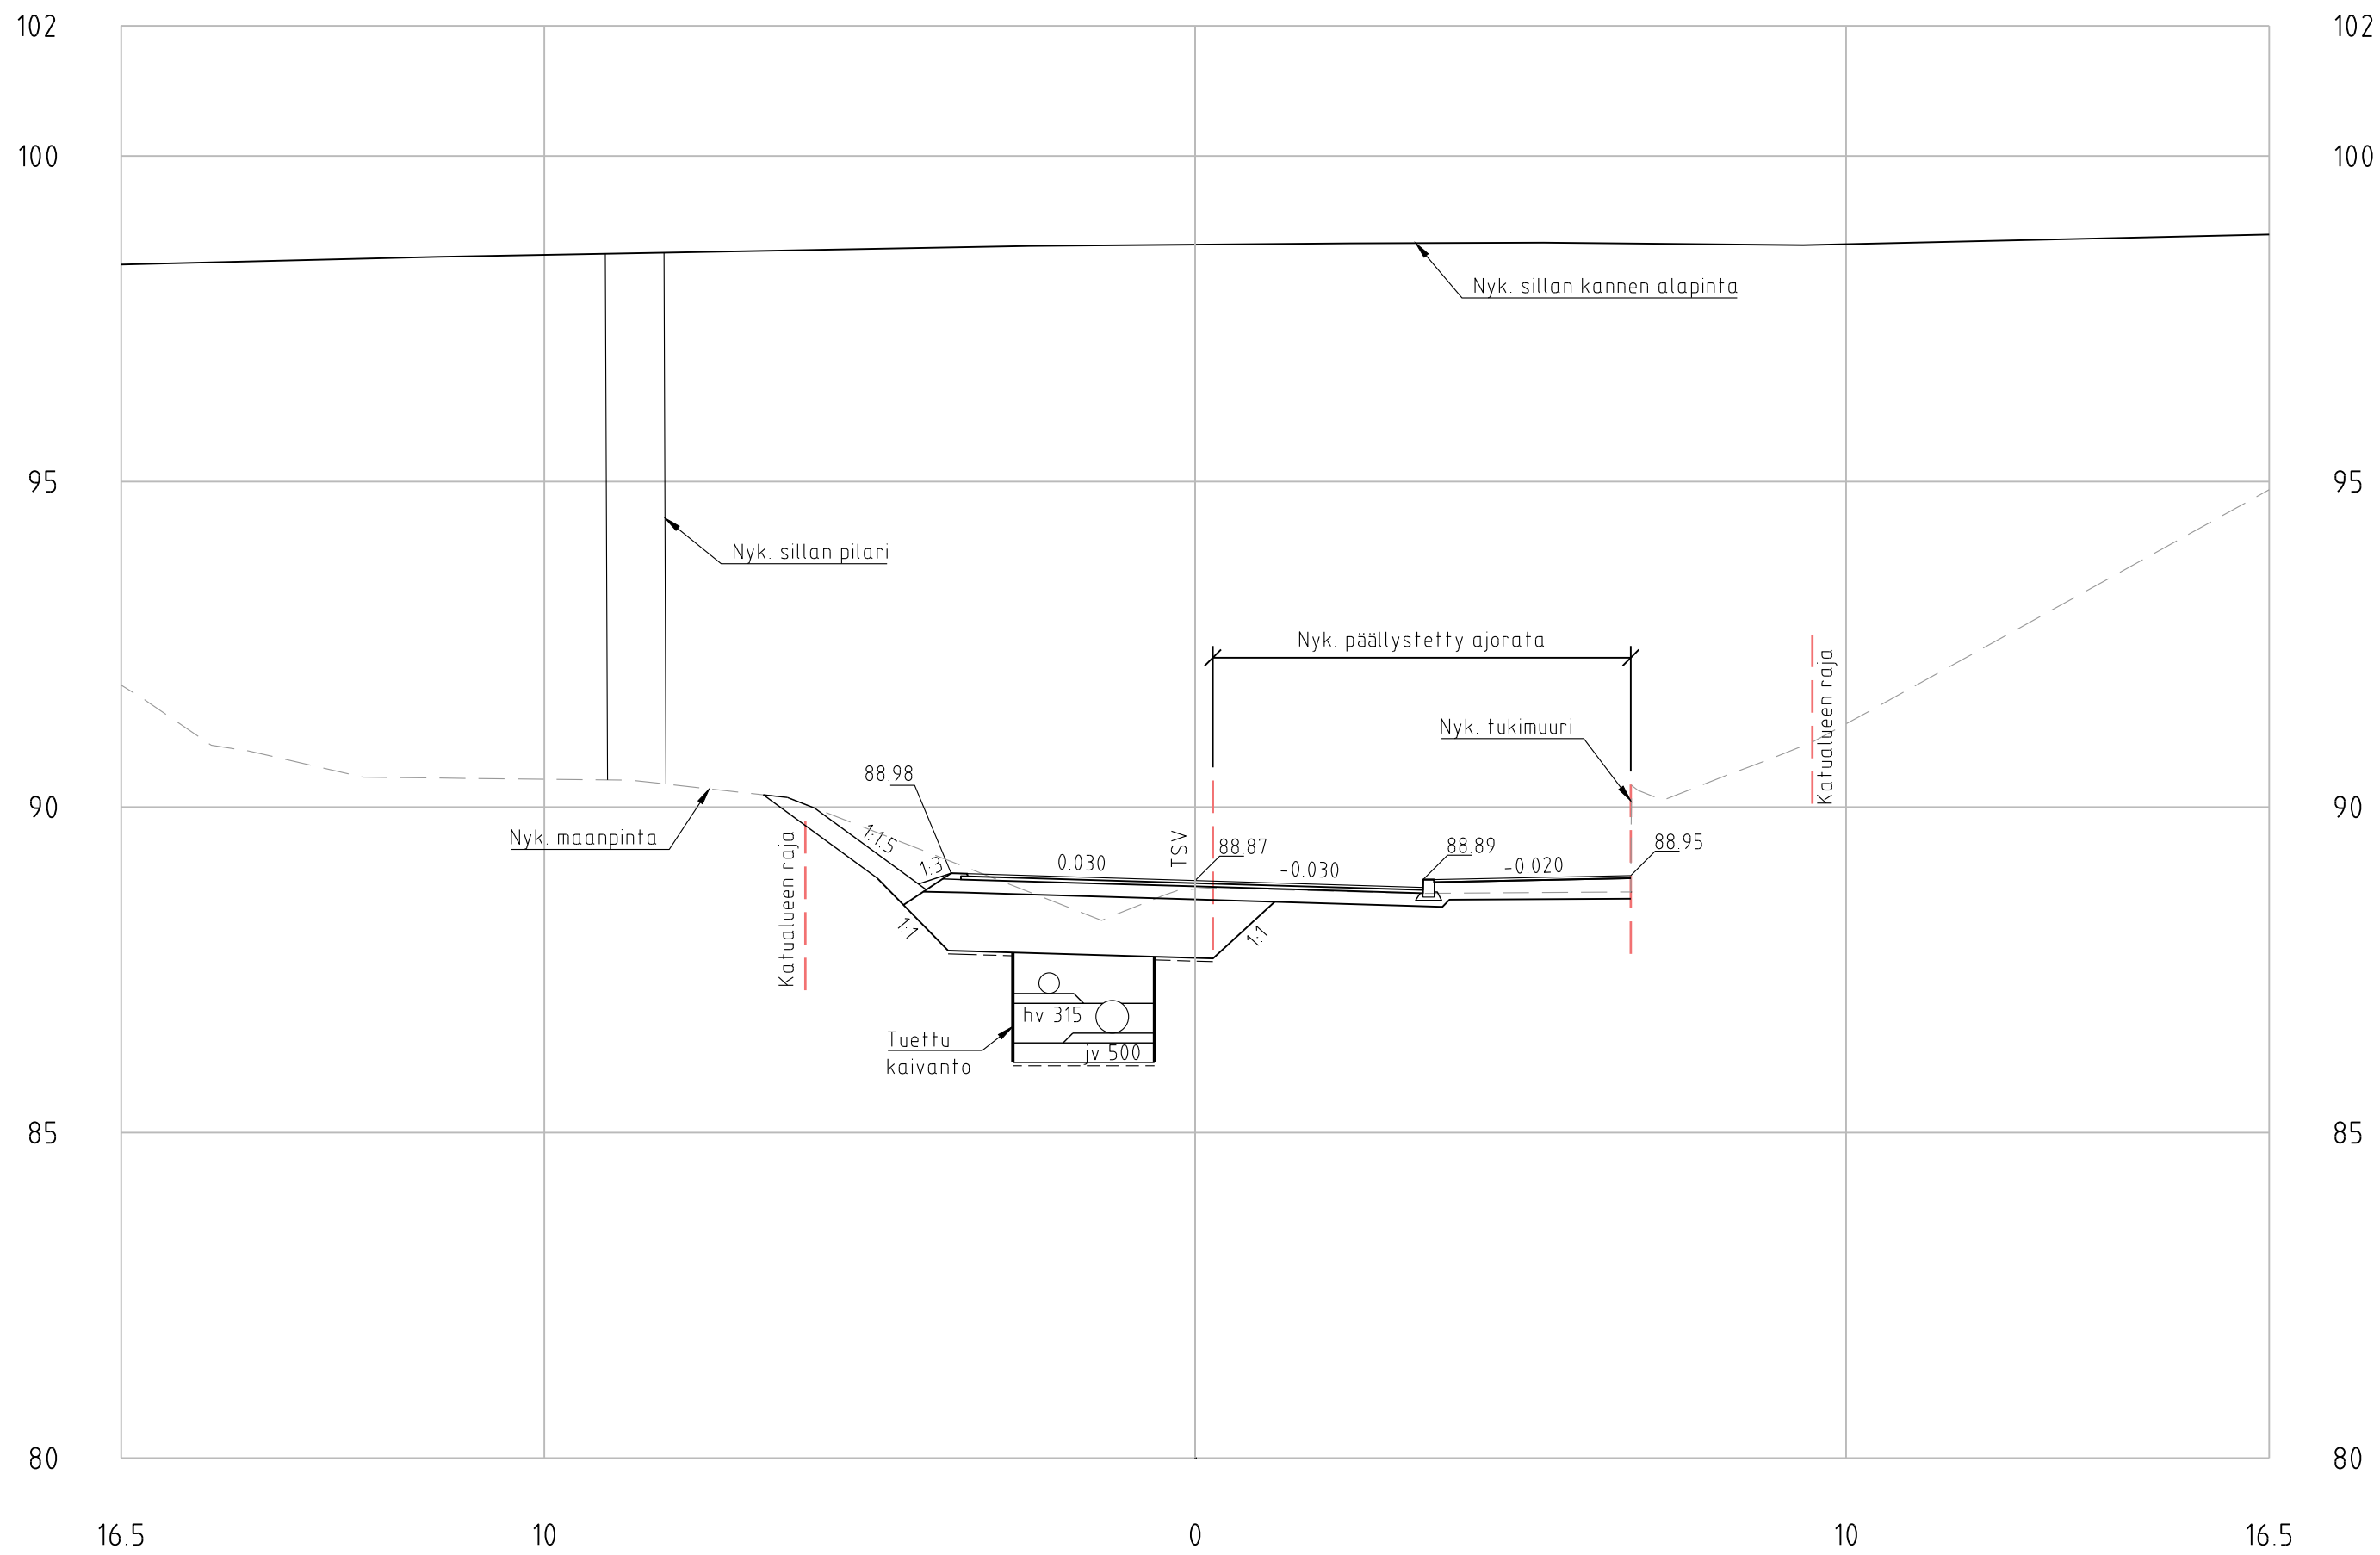 102
102
100
100
Nyk. sillan kannen alapinta
95
95
Nyk. sillan pilari
Nyk. päällystetty ajorata
Katualueen raja
Nyk. tukimuuri
88.98
90
90
Nyk. maanpinta
1:1.5
TSV
88.87
88.89
88.95
Katualueen raja
1:3
0.030
-0.030
-0.020
1:1
1:1
hv 315
Tuettu
kaivanto
jv 500
85
85
80
80
16.5
10
0
10
16.5